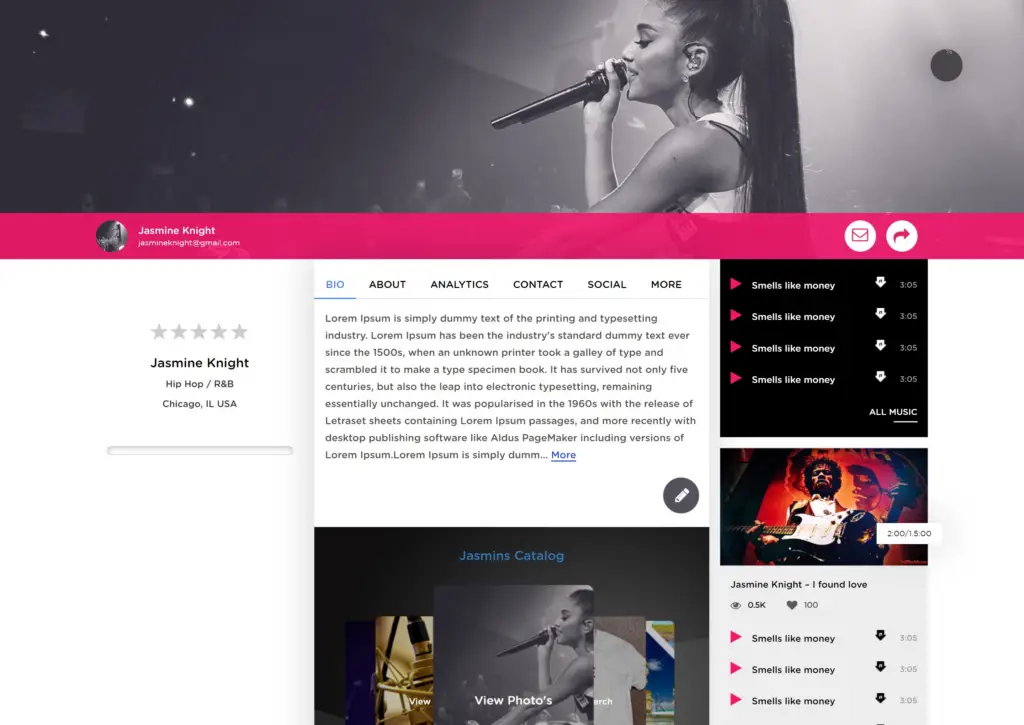 Jasmine Knight
jasmineknight@gmail.com
Jasmine Knight
Hip Hop / R&B
Chicago, IL USA
BIO
ABOUT
ANALYTICS
CONTACT
SOCIAL
MORE
Lorem Ipsum is simply dummy text of the printing and typesetting
industry. Lorem Ipsum has been the industry's standard dummy text ever
since the 1500s, when an unknown printer took a galley of type and
scrambled it to make a type specimen book. It has survived not only five
centuries, but also the leap into electronic typesetting, remaining
essentially unchanged. It was popularised in the 1960s with the release of
Letraset sheets containing Lorem Ipsum passages, and more recently with
desktop publishing software like Aldus PageMaker including versions of
Lorem Ipsum.Lorem Ipsum is simply dumm... More
Jasmins Catalog
View
View Photo's
erch
Smells like money 3:05
Smells like money 3:05
Smells like money 3:05
Smells like money 3:05
ALL MUSIC
2:00/1.5:00
Jasmine Knight – I found love
0.5K 100
Smells like money 3:05
Smells like money 3:05
Smells like money 3:05